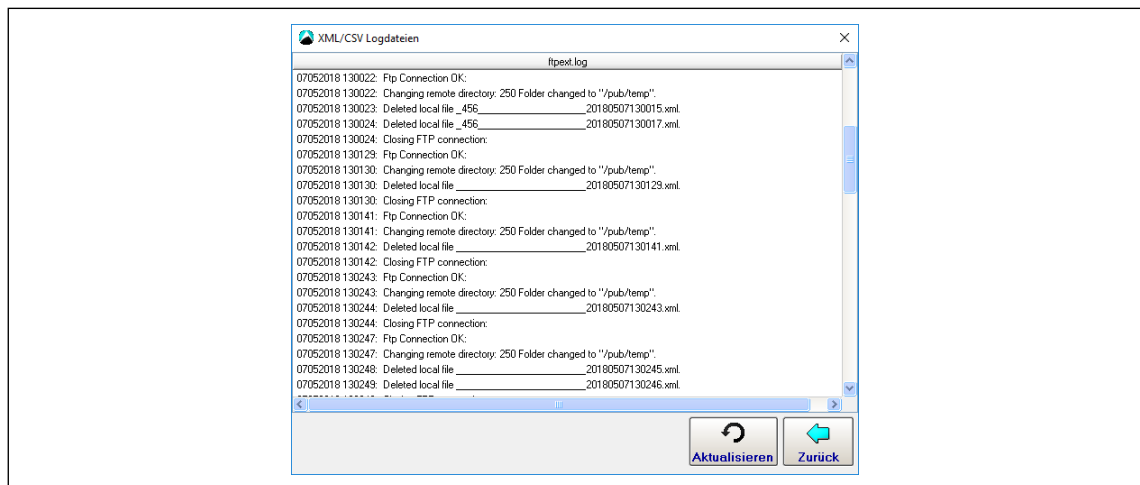 XML/CSV Logdateien
ftpext.log
07052018 130022: Ftp Connection OK:
07052018 130022: Changing remote directory: 250 Folder changed to "/pub/temp".
07052018 130023: Deleted local file _456____________________20180507130015.xml.
07052018 130024: Deleted local file _456____________________20180507130017.xml.
07052018 130024: Closing FTP connection:
07052018 130129: Ftp Connection OK:
07052018 130130: Changing remote directory: 250 Folder changed to "/pub/temp".
07052018 130130: Deleted local file ________________________20180507130129.xml.
07052018 130130: Closing FTP connection:
07052018 130141: Ftp Connection OK:
07052018 130141: Changing remote directory: 250 Folder changed to "/pub/temp".
07052018 130142: Deleted local file ________________________20180507130141.xml.
07052018 130142: Closing FTP connection:
07052018 130243: Ftp Connection OK:
07052018 130243: Changing remote directory: 250 Folder changed to "/pub/temp".
07052018 130244: Deleted local file ________________________20180507130243.xml.
07052018 130244: Closing FTP connection:
07052018 130247: Ftp Connection OK:
07052018 130247: Changing remote directory: 250 Folder changed to "/pub/temp".
07052018 130248: Deleted local file ________________________20180507130245.xml.
07052018 130249: Deleted local file ________________________20180507130246.xml.
Aktualisieren
Zurück